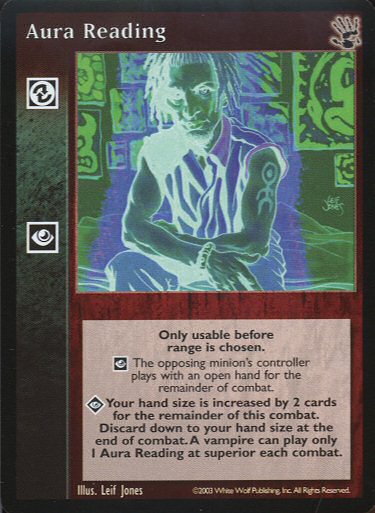 Aura Reading
LEIF
JONES
Only usable before
range is chosen.
The opposing minion's controller
plays with an open hand for the
remainder of combat.
Your hand size is increased by 2 cards
for the remainder of this combat.
Discard down to your hand size at the
end of combat. A vampire can play only
1 Aura Reading at superior each combat.
Illus. Leif Jones
©2003 White Wolf Publishing, Inc. All Rights Reserved.